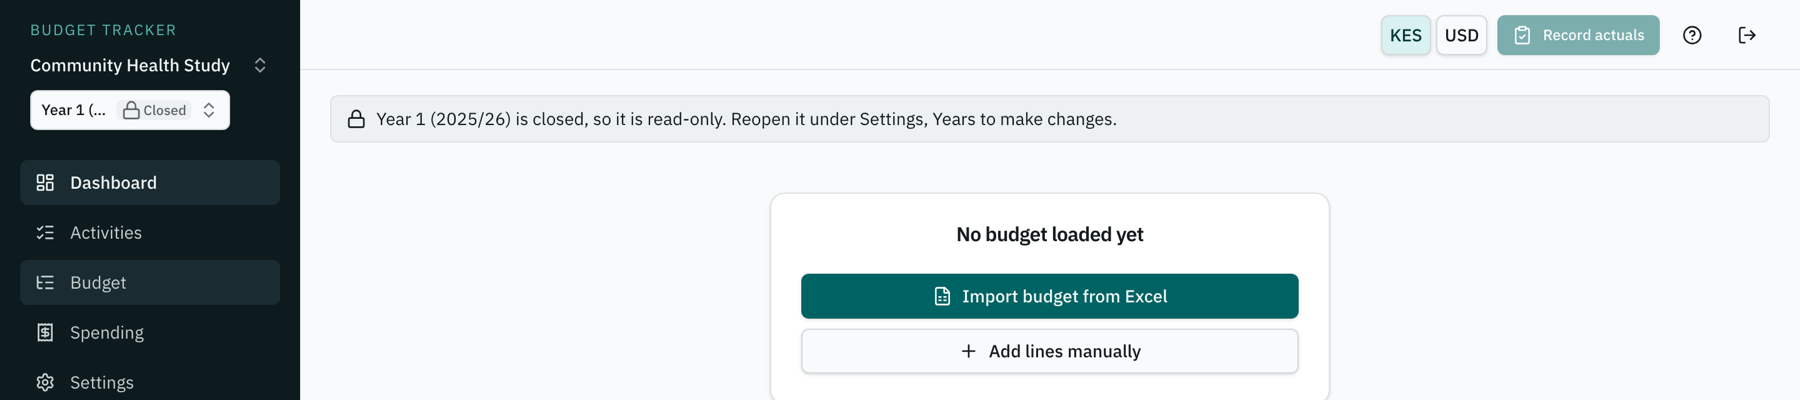 BUDGET TRACKER
Community Health Study
Year 1 (... Closed
Dashboard
Activities
Budget
Spending
Settings
KES USD Record actuals
Year 1 (2025/26) is closed, so it is read-only. Reopen it under Settings, Years to make changes.
No budget loaded yet
Import budget from Excel
Add lines manually